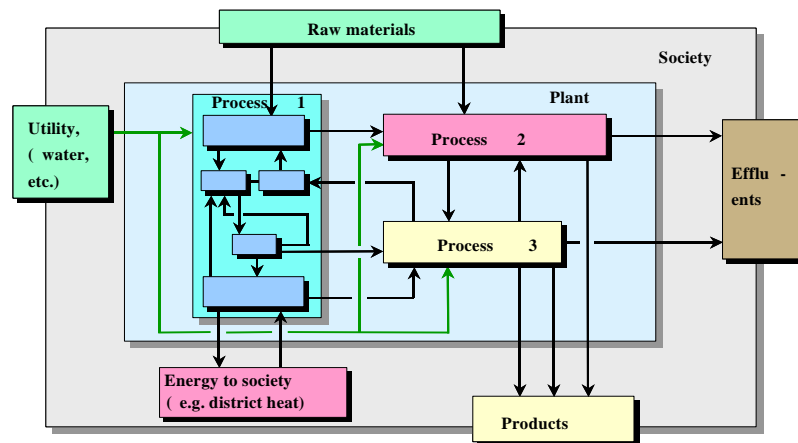 Raw materials
Society
Process 1
Plant
Utility,
( water,
etc.)
Process 2
Efflu -
ents
Process 3
Energy to society
( e.g. district heat)
Products